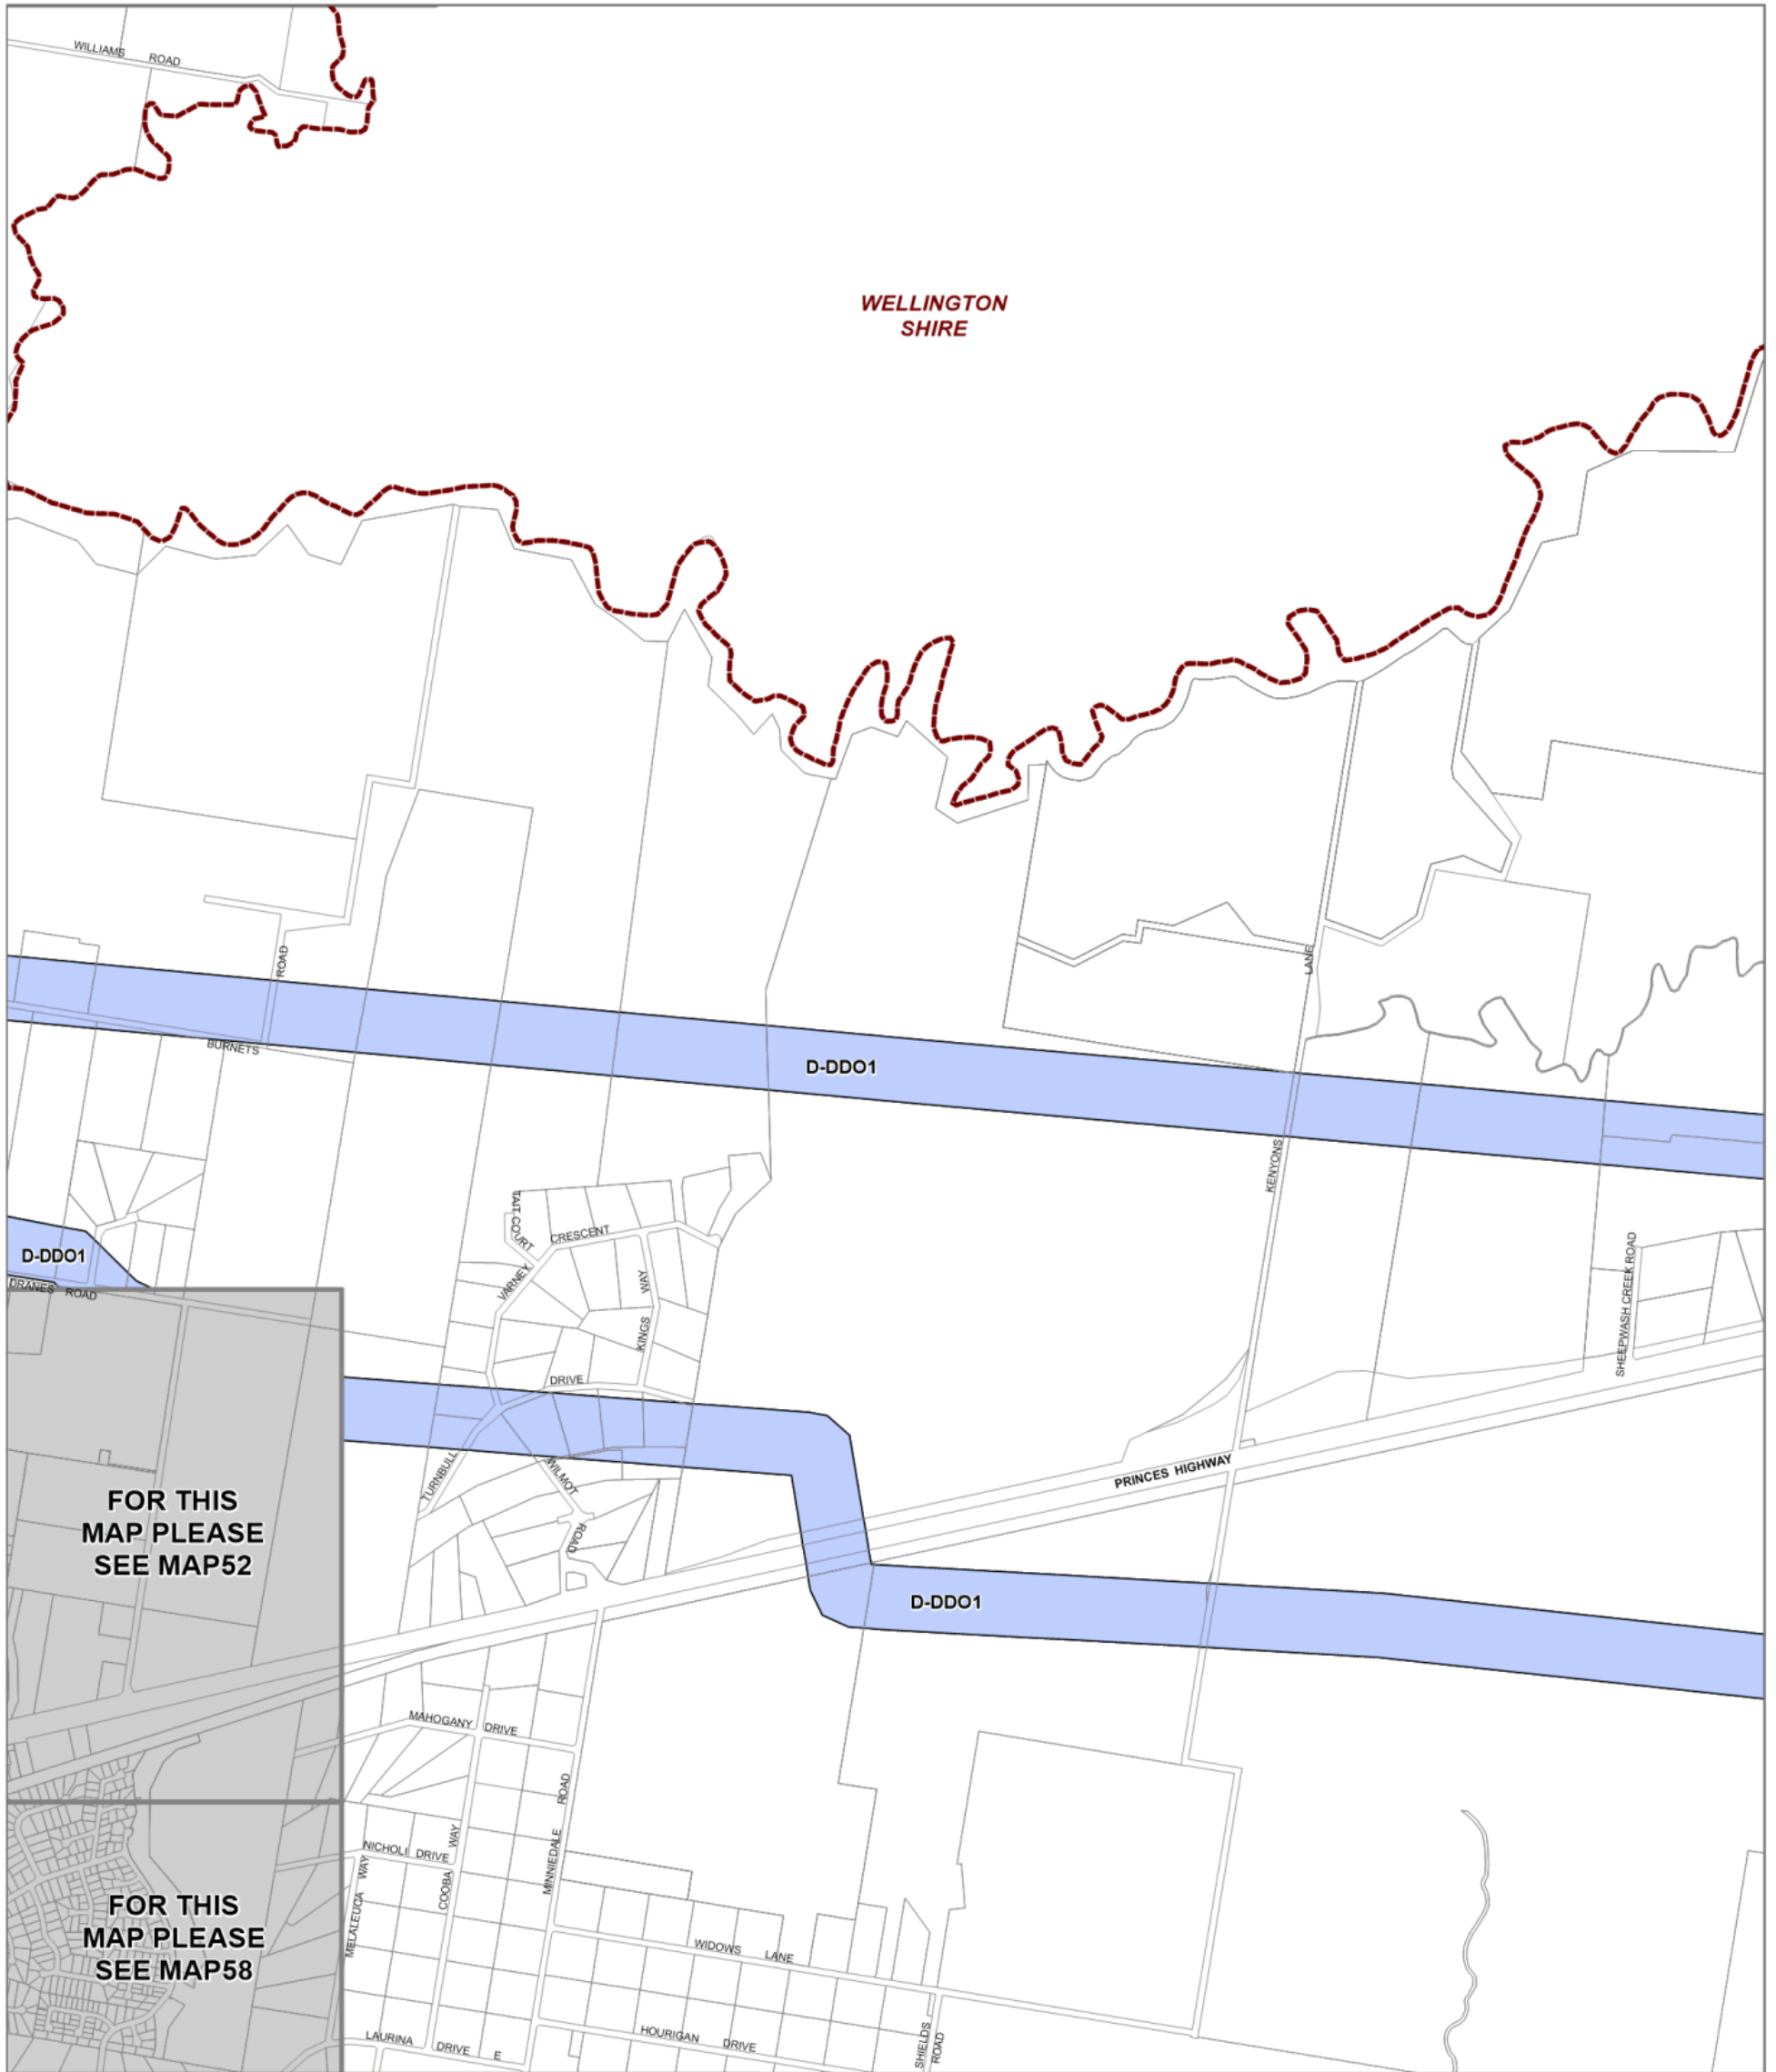 WILLIAMS ROAD
WELLINGTON
SHIRE
ROAD
LANE
BURNETS
D-DDO1
KENYONS
TAIT COURT
CRESCENT
D-DDO1
VARNEY
WAY
SHEEPWASH CREEK ROAD
DRANES ROAD
KINGS
DRIVE
TURNBULL
WILMOT
ROAD
PRINCES HIGHWAY
FOR THIS
MAP PLEASE
SEE MAP52
D-DDO1
MAHOGANY DRIVE
ROAD
MINNIEDALE
NICHOLI DRIVE
WAY
COOBA
WAY
MELALEUCA
FOR THIS
MAP PLEASE
SEE MAP58
WIDOWS LANE
HOURIGAN DRIVE
SHIELDS
ROAD
LAURINA DRIVE E